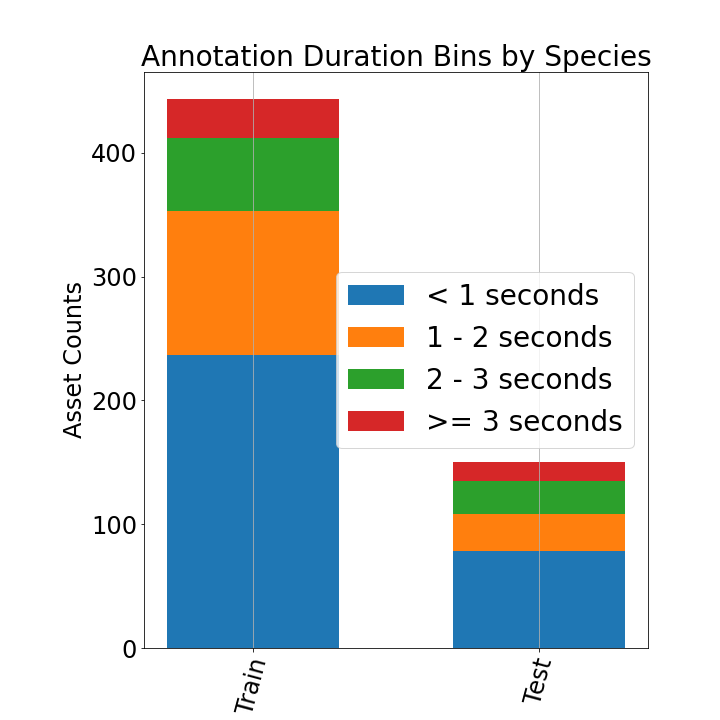 Annotation Duration Bins by Species
Asset Counts
400
300
200
100
0
< 1 seconds
1 - 2 seconds
2 - 3 seconds
>= 3 seconds
Train
Test